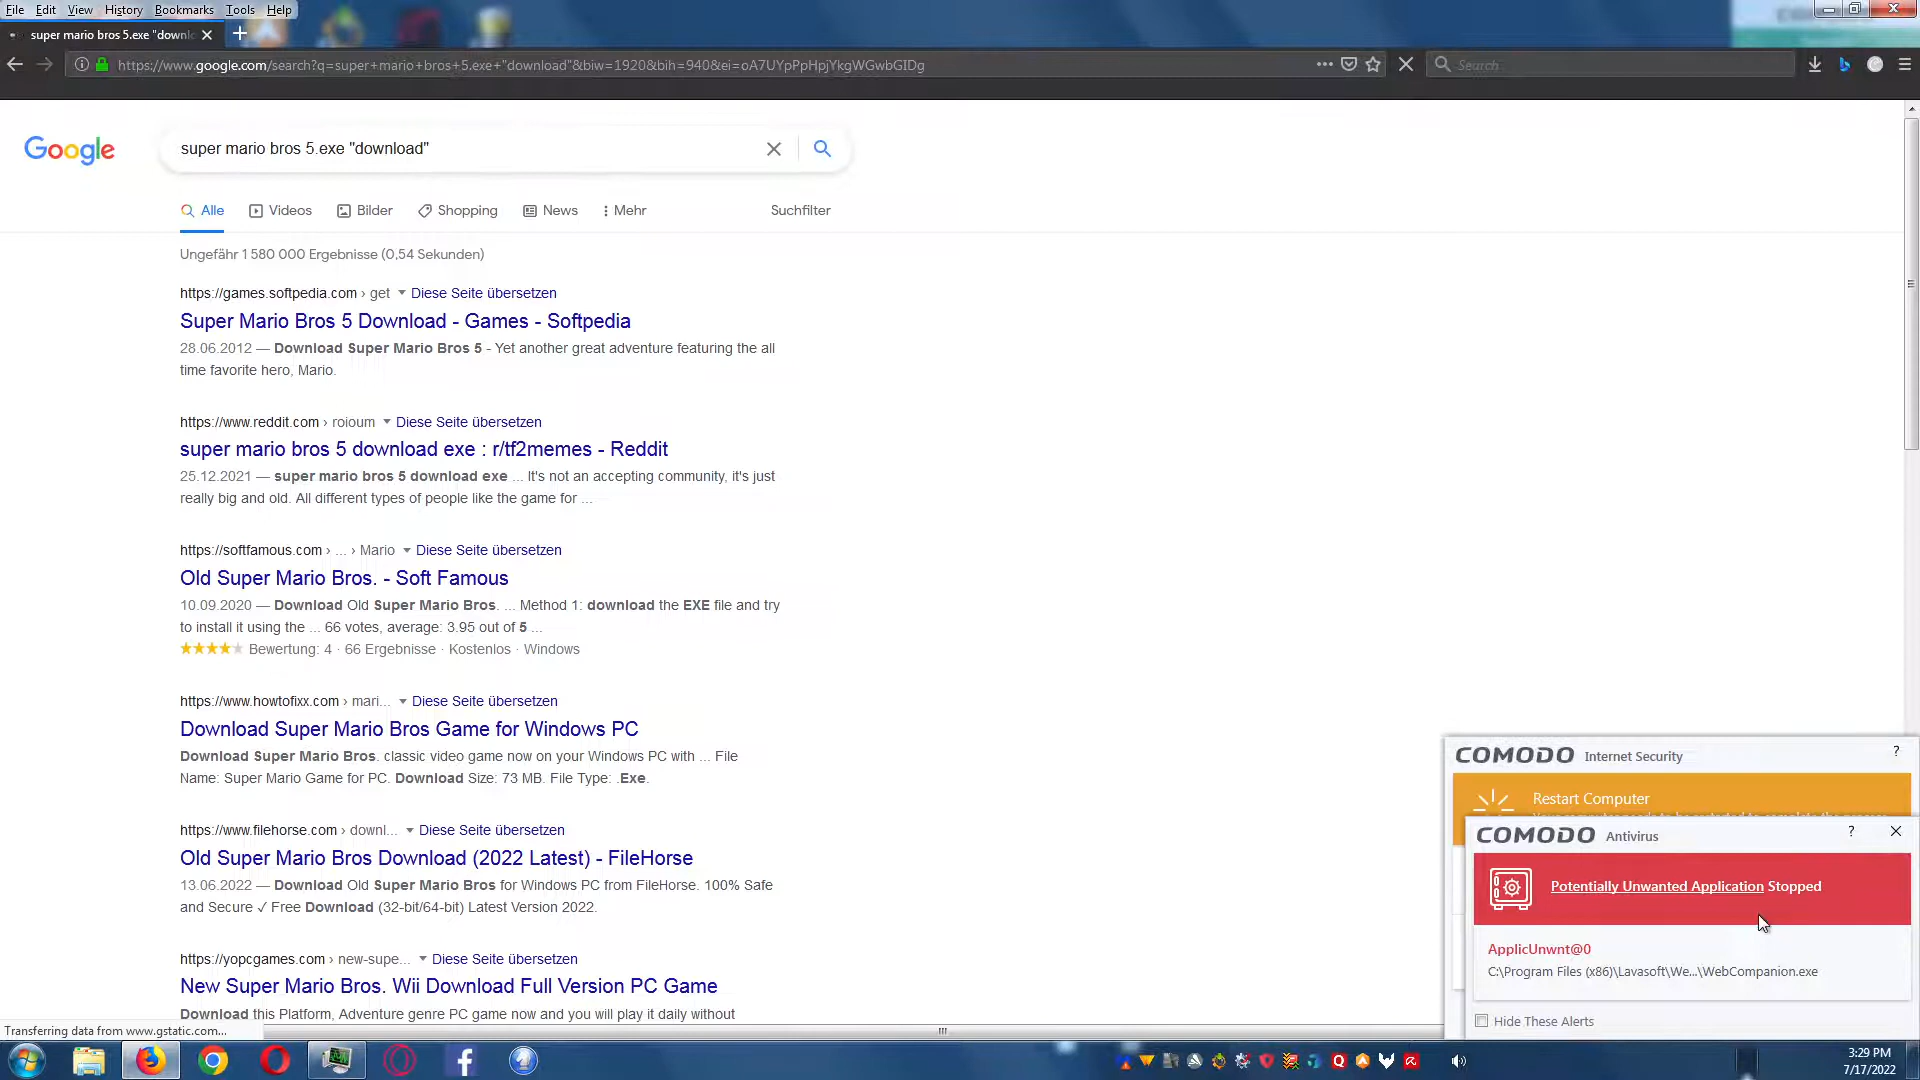 File Edit View History Bookmarks Tools Help
super mario bros 5.exe "downl
https://www.google.com/search?q=super+mario+bros+5.exe+"download"&biw=1920&bih=940&ei=oA7UYpPpHpjYkgWGwbGIDg
Search
Google
super mario bros 5.exe "download"
Alle Videos Bilder Shopping News Mehr Suchfilter
Ungefähr 1 580 000 Ergebnisse (0,54 Sekunden)
https://games.softpedia.com › get Diese Seite übersetzen
Super Mario Bros 5 Download - Games - Softpedia
28.06.2012 — Download Super Mario Bros 5 - Yet another great adventure featuring the all
time favorite hero, Mario.
https://www.reddit.com › roioum Diese Seite übersetzen
super mario bros 5 download exe : r/tf2memes - Reddit
25.12.2021 — super mario bros 5 download exe ... It's not an accepting community, it's just
really big and old. All different types of people like the game for ...
https://softfamous.com › ... › Mario Diese Seite übersetzen
Old Super Mario Bros. - Soft Famous
10.09.2020 — Download Old Super Mario Bros. ... Method 1: download the EXE file and try
to install it using the ... 66 votes, average: 3.95 out of 5 ...
Bewertung: 4 · 66 Ergebnisse · Kostenlos · Windows
https://www.howtofixx.com › mari... Diese Seite übersetzen
Download Super Mario Bros Game for Windows PC
Download Super Mario Bros. classic video game now on your Windows PC with ... File
Name: Super Mario Game for PC. Download Size: 73 MB. File Type: .Exe.
https://www.filehorse.com › downl... Diese Seite übersetzen
Old Super Mario Bros Download (2022 Latest) - FileHorse
13.06.2022 — Download Old Super Mario Bros for Windows PC from FileHorse. 100% Safe
and Secure ✓ Free Download (32-bit/64-bit) Latest Version 2022.
https://yopcgames.com › new-supe... Diese Seite übersetzen
New Super Mario Bros. Wii Download Full Version PC Game
Download this Platform, Adventure genre PC game now and you will play it daily without
Transferring data from www.gstatic.com...
COMODO Internet Security ?
Restart Computer
COMODO Antivirus ?
Potentially Unwanted Application Stopped
ApplicUnwnt@0
C:\Program Files (x86)\Lavasoft\We...\WebCompanion.exe
Hide These Alerts
3:29 PM
7/17/2022